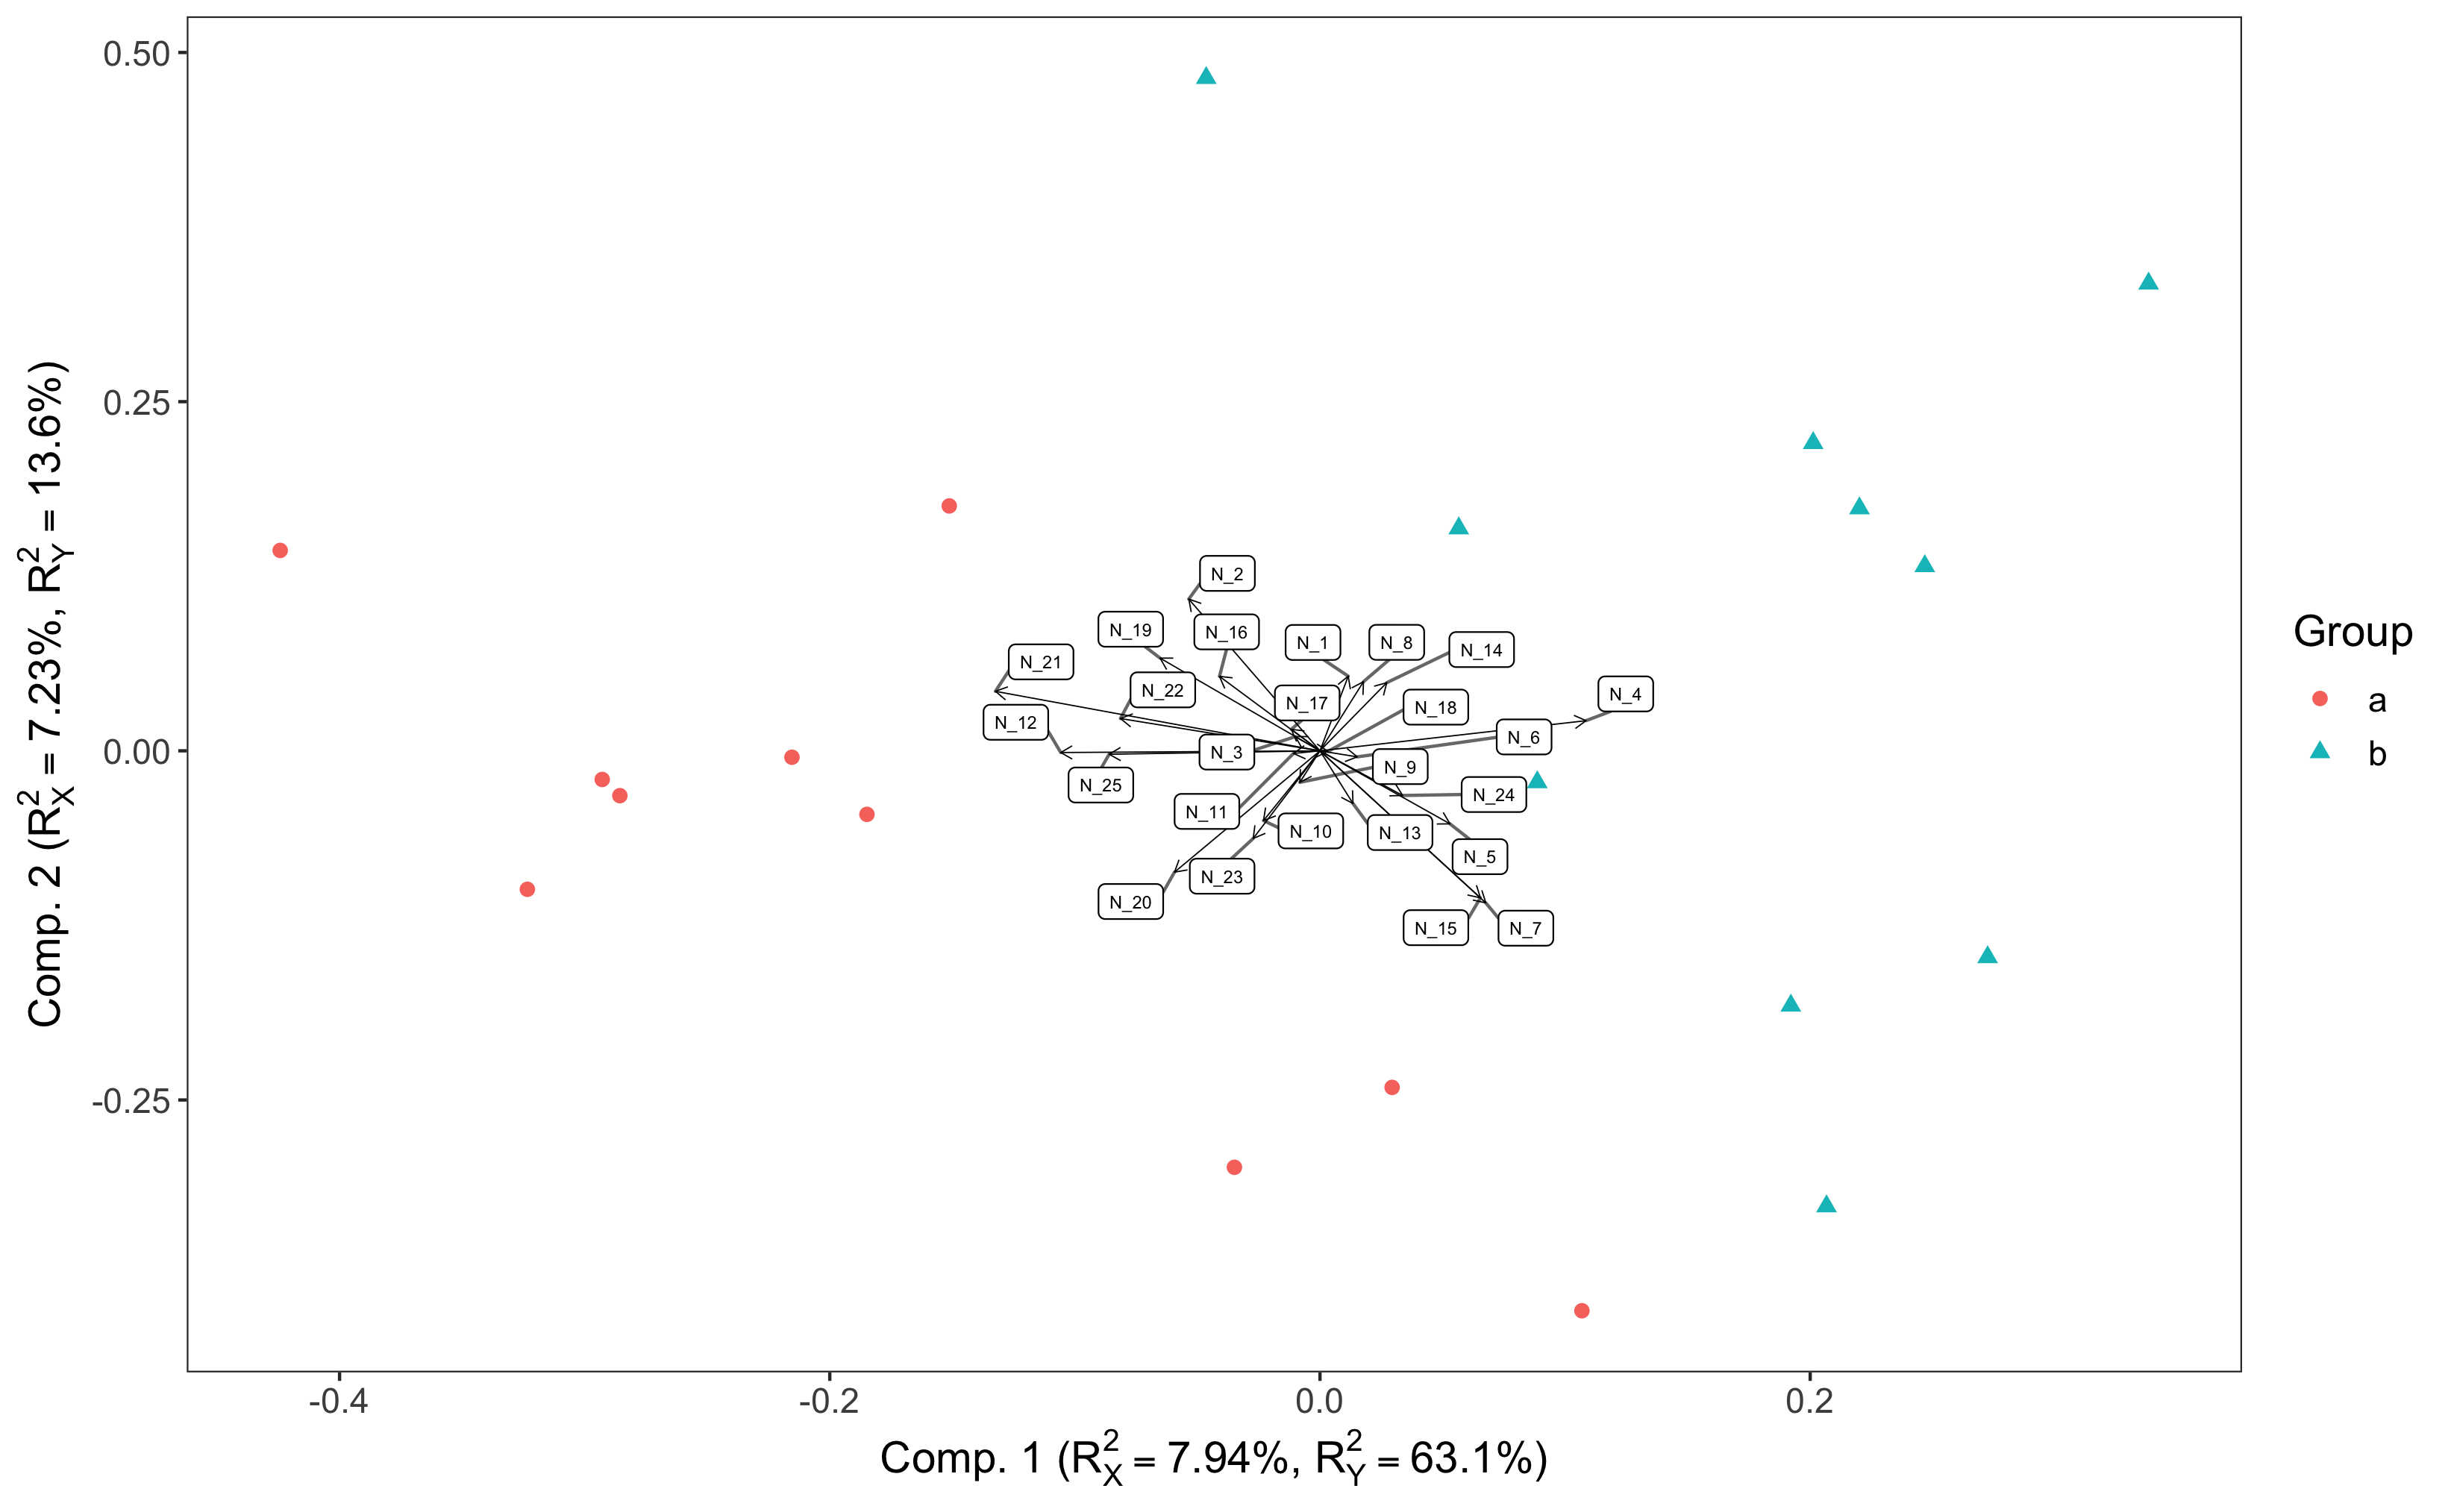 0.50
0.25
0.00
-0.25
-0.4
-0.2
0.0
0.2
Comp. 2 (R²X = 7.23%, R²Y = 13.6%)
Comp. 1 (R²X = 7.94%, R²Y = 63.1%)
N_2
N_19
N_16
N_1
N_8
N_14
N_21
N_22
N_17
N_18
N_4
N_12
N_3
N_6
N_9
N_25
N_24
N_11
N_10
N_13
N_5
N_23
N_20
N_15
N_7
Group
a
b